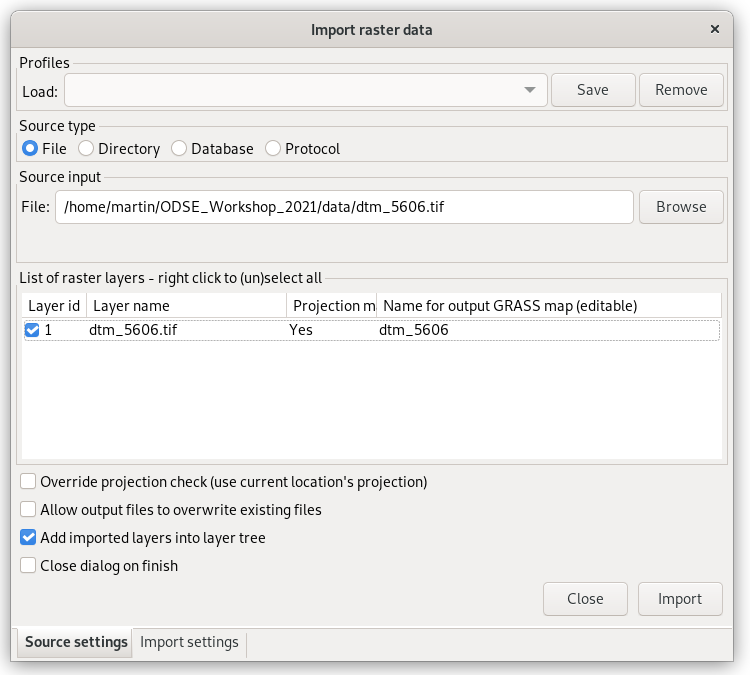 Import raster data
Profiles
Load:
Save
Remove
Source type
File Directory Database Protocol
Source input
File: /home/martin/ODSE_Workshop_2021/data/dtm_5606.tif Browse
List of raster layers - right click to (un)select all
Layer id Layer name Projection m Name for output GRASS map (editable)
1 dtm_5606.tif Yes dtm_5606
Override projection check (use current location's projection)
Allow output files to overwrite existing files
Add imported layers into layer tree
Close dialog on finish
Close Import
Source settings Import settings